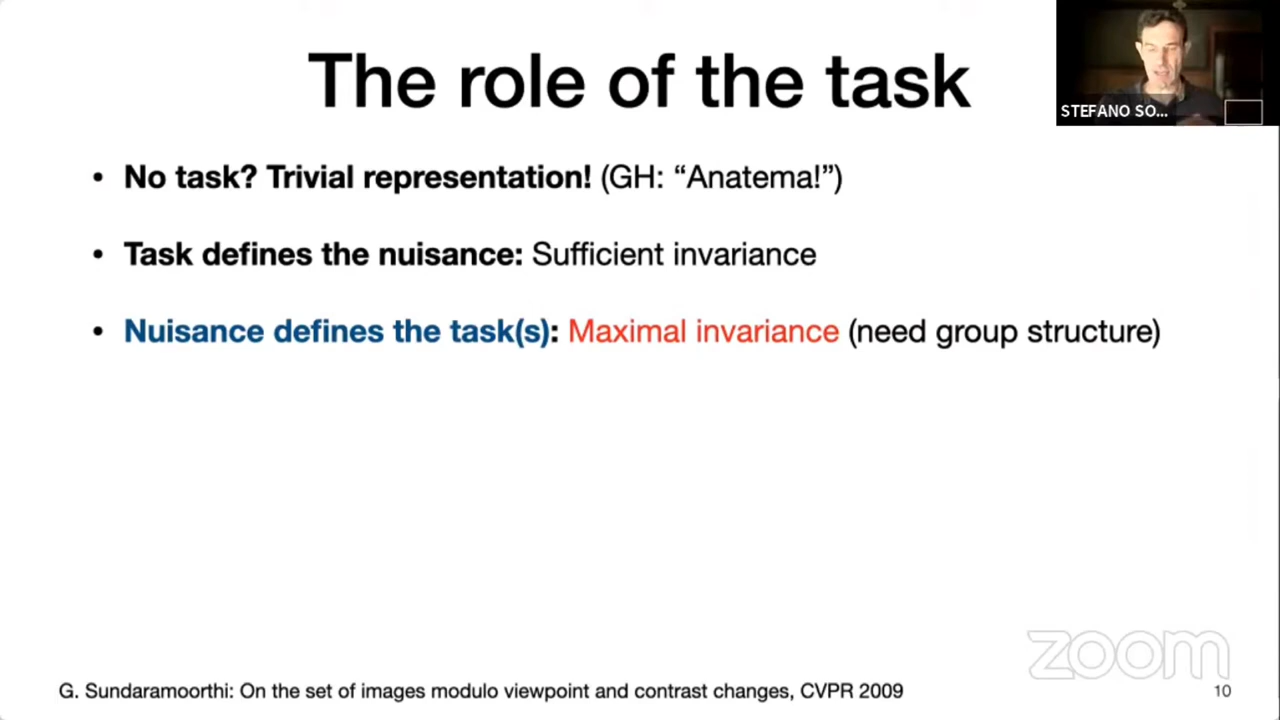 The role of the task
STEFANO SO...
• No task? Trivial representation! (GH: “Anatema!”)
• Task defines the nuisance: Sufficient invariance
• Nuisance defines the task(s): Maximal invariance (need group structure)
zoom
G. Sundaramoorthi: On the set of images modulo viewpoint and contrast changes, CVPR 2009
10